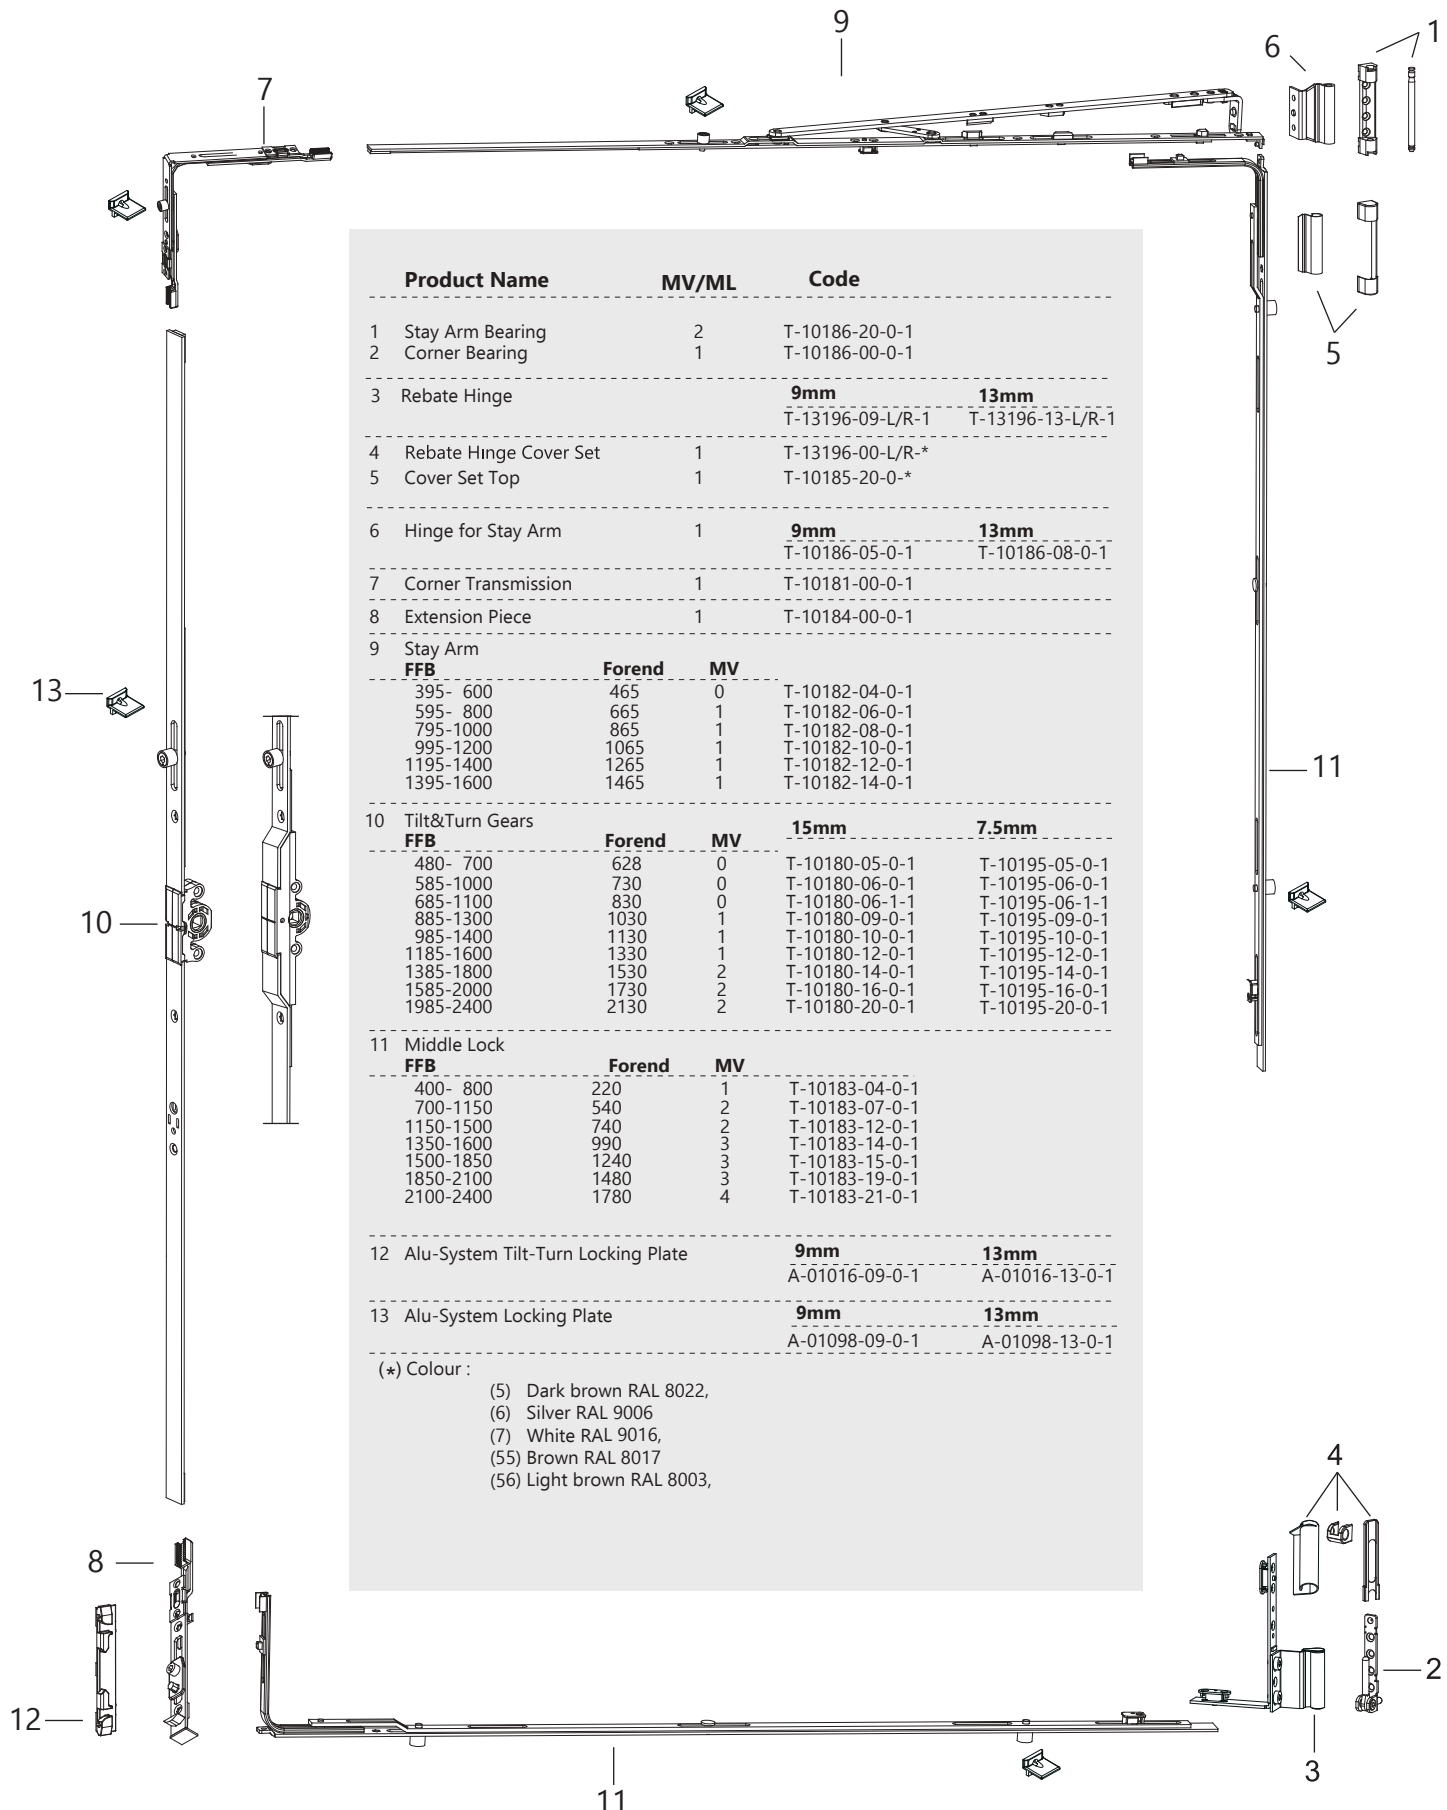 9
1
6
7
Product Name MV/ML Code
1 Stay Arm Bearing 2 T-10186-20-0-1
2 Corner Bearing 1 T-10186-00-0-1
5
3 Rebate Hinge 9mm 13mm
T-13196-09-L/R-1 T-13196-13-L/R-1
4 Rebate Hinge Cover Set 1 T-13196-00-L/R-*
5 Cover Set Top 1 T-10185-20-0-*
6 Hinge for Stay Arm 1 9mm 13mm
T-10186-05-0-1 T-10186-08-0-1
7 Corner Transmission 1 T-10181-00-0-1
8 Extension Piece 1 T-10184-00-0-1
9 Stay Arm
FFB Forend MV
395- 600 465 0 T-10182-04-0-1
595- 800 665 1 T-10182-06-0-1
795-1000 865 1 T-10182-08-0-1
995-1200 1065 1 T-10182-10-0-1
1195-1400 1265 1 T-10182-12-0-1
1395-1600 1465 1 T-10182-14-0-1
13
11
10 Tilt&Turn Gears 15mm 7.5mm
FFB Forend MV
480- 700 628 0 T-10180-05-0-1 T-10195-05-0-1
585-1000 730 0 T-10180-06-0-1 T-10195-06-0-1
685-1100 830 0 T-10180-06-1-1 T-10195-06-1-1
885-1300 1030 1 T-10180-09-0-1 T-10195-09-0-1
985-1400 1130 1 T-10180-10-0-1 T-10195-10-0-1
1185-1600 1330 1 T-10180-12-0-1 T-10195-12-0-1
1385-1800 1530 2 T-10180-14-0-1 T-10195-14-0-1
1585-2000 1730 2 T-10180-16-0-1 T-10195-16-0-1
1985-2400 2130 2 T-10180-20-0-1 T-10195-20-0-1
10
11 Middle Lock
FFB Forend MV
400- 800 220 1 T-10183-04-0-1
700-1150 540 2 T-10183-07-0-1
1150-1500 740 2 T-10183-12-0-1
1350-1600 990 3 T-10183-14-0-1
1500-1850 1240 3 T-10183-15-0-1
1850-2100 1480 3 T-10183-19-0-1
2100-2400 1780 4 T-10183-21-0-1
12 Alu-System Tilt-Turn Locking Plate 9mm 13mm
A-01016-09-0-1 A-01016-13-0-1
13 Alu-System Locking Plate 9mm 13mm
A-01098-09-0-1 A-01098-13-0-1
(*) Colour :
(5) Dark brown RAL 8022,
(6) Silver RAL 9006
(7) White RAL 9016,
(55) Brown RAL 8017
(56) Light brown RAL 8003,
4
8
2
12
3
11